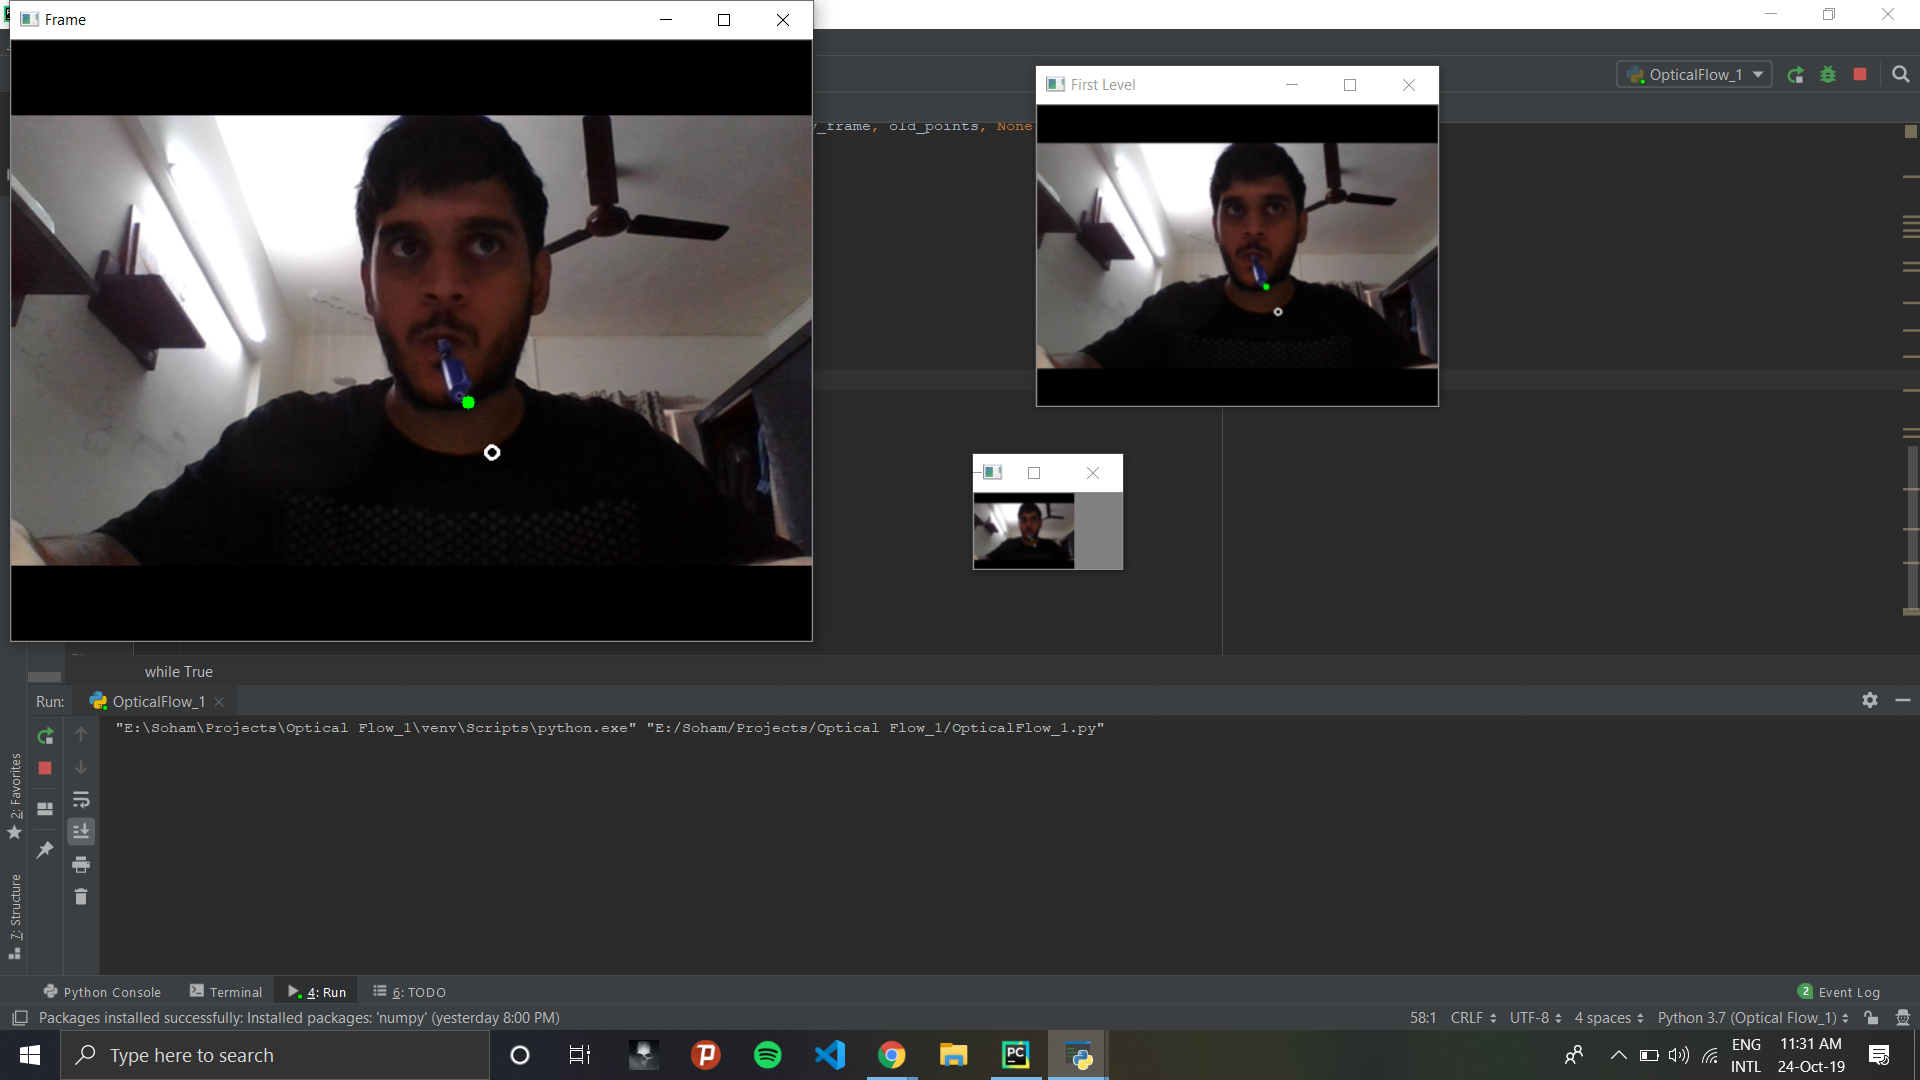 Frame
First Level
OpticalFlow_1
_frame, old_points, None
while True
Run:
OpticalFlow_1
"E:\Soham\Projects\Optical Flow_1\venv\Scripts\python.exe" "E:/Soham/Projects/Optical Flow_1/OpticalFlow_1.py"
2: Favorites
7: Structure
Python Console
Terminal
4: Run
6: TODO
2 Event Log
Packages installed successfully: Installed packages: 'numpy' (yesterday 8:00 PM)
58:1 CRLF UTF-8 4 spaces Python 3.7 (Optical Flow_1)
Type here to search
PC
ENG
INTL
11:31 AM
24-Oct-19